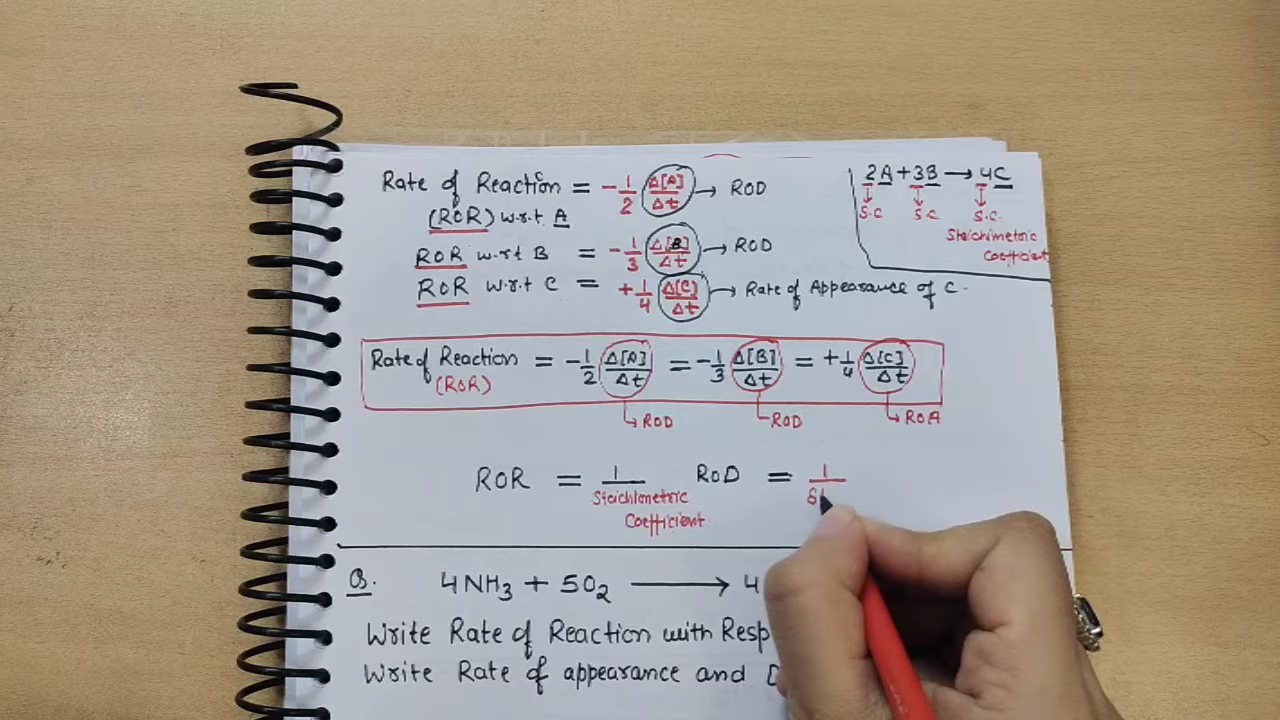 Rate of Reaction = -1/2 Δ[A]/Δt → ROD
(ROR) w.r.t. A
ROR w.r.t B = -1/3 Δ[B]/Δt → ROD
ROR w.r.t C = +1/4 Δ[C]/Δt → Rate of Appearance of C.
2A + 3B → 4C
S.C S.C S.C.
Stoichimetric
Coefficient
Rate of Reaction = -1/2 Δ[A]/Δt = -1/3 Δ[B]/Δt = +1/4 Δ[C]/Δt
(ROR)
ROD ROD ROA
ROR = 1/Stoichimetric Coefficient ROD = 1/St
Q. 4NH3 + 5O2 → 4
Write Rate of Reaction with Resp
Write Rate of appearance and